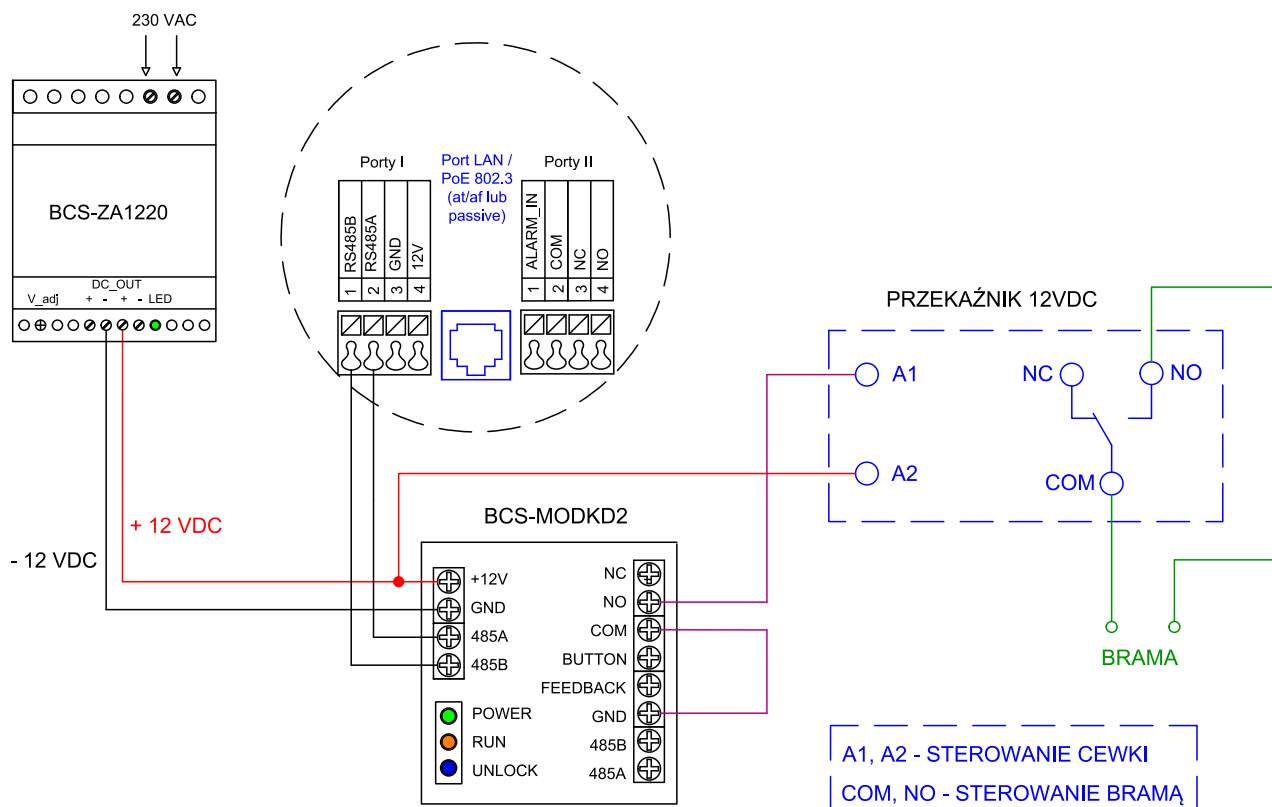 230 VAC
BCS-ZA1220
DC_OUT
V_adj + - + - LED
Porty I
1 RS485B
2 RS485A
3 GND
4 12V
Port LAN /
PoE 802.3
(at/af lub
passive)
Porty II
1 ALARM_IN
2 COM
3 NC
4 NO
PRZEKAŹNIK 12VDC
A1
A2
NC
NO
COM
BRAMA
+ 12 VDC
- 12 VDC
BCS-MODKD2
+12V
GND
485A
485B
POWER
RUN
UNLOCK
NC
NO
COM
BUTTON
FEEDBACK
GND
485B
485A
A1, A2 - STEROWANIE CEWKI
COM, NO - STEROWANIE BRAMĄ